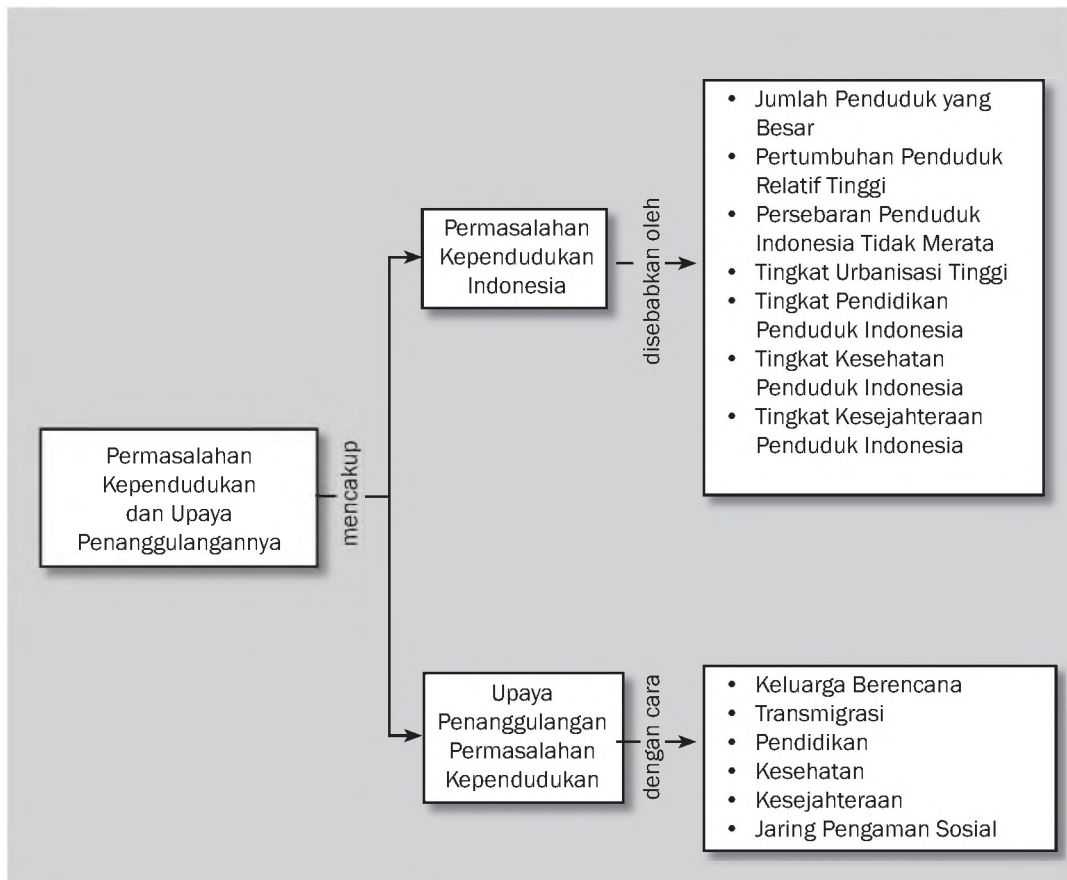 Permasalahan
Kependudukan
dan Upaya
Penanggulangannya
mencakup
Permasalahan
Kependudukan
Indonesia
disebabkan oleh
• Jumlah Penduduk yang
Besar
• Pertumbuhan Penduduk
Relatif Tinggi
• Persebaran Penduduk
Indonesia Tidak Merata
• Tingkat Urbanisasi Tinggi
• Tingkat Pendidikan
Penduduk Indonesia
• Tingkat Kesehatan
Penduduk Indonesia
• Tingkat Kesejahteraan
Penduduk Indonesia
Upaya
Penanggulangan
Permasalahan
Kependudukan
dengan cara
• Keluarga Berencana
• Transmigrasi
• Pendidikan
• Kesehatan
• Kesejahteraan
• Jaring Pengaman Sosial